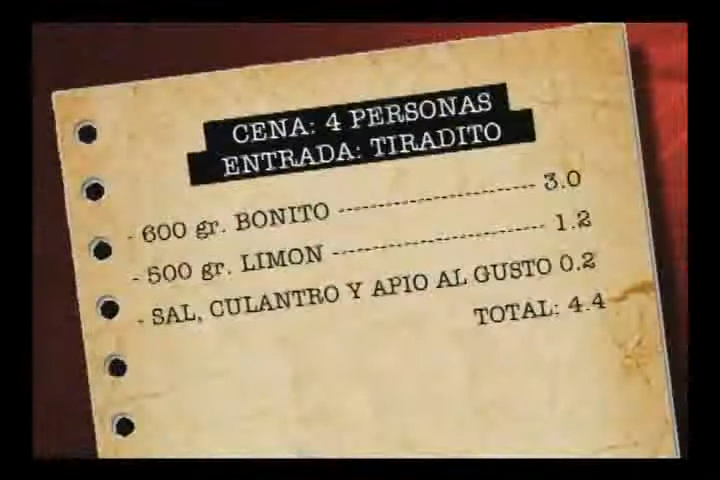 CENA: 4 PERSONAS
ENTRADA: TIRADITO
- 600 gr. BONITO ------------------------ 3.0
- 500 gr. LIMON -------------------------- 1.2
- SAL, CULANTRO Y APIO AL GUSTO 0.2
TOTAL: 4.4